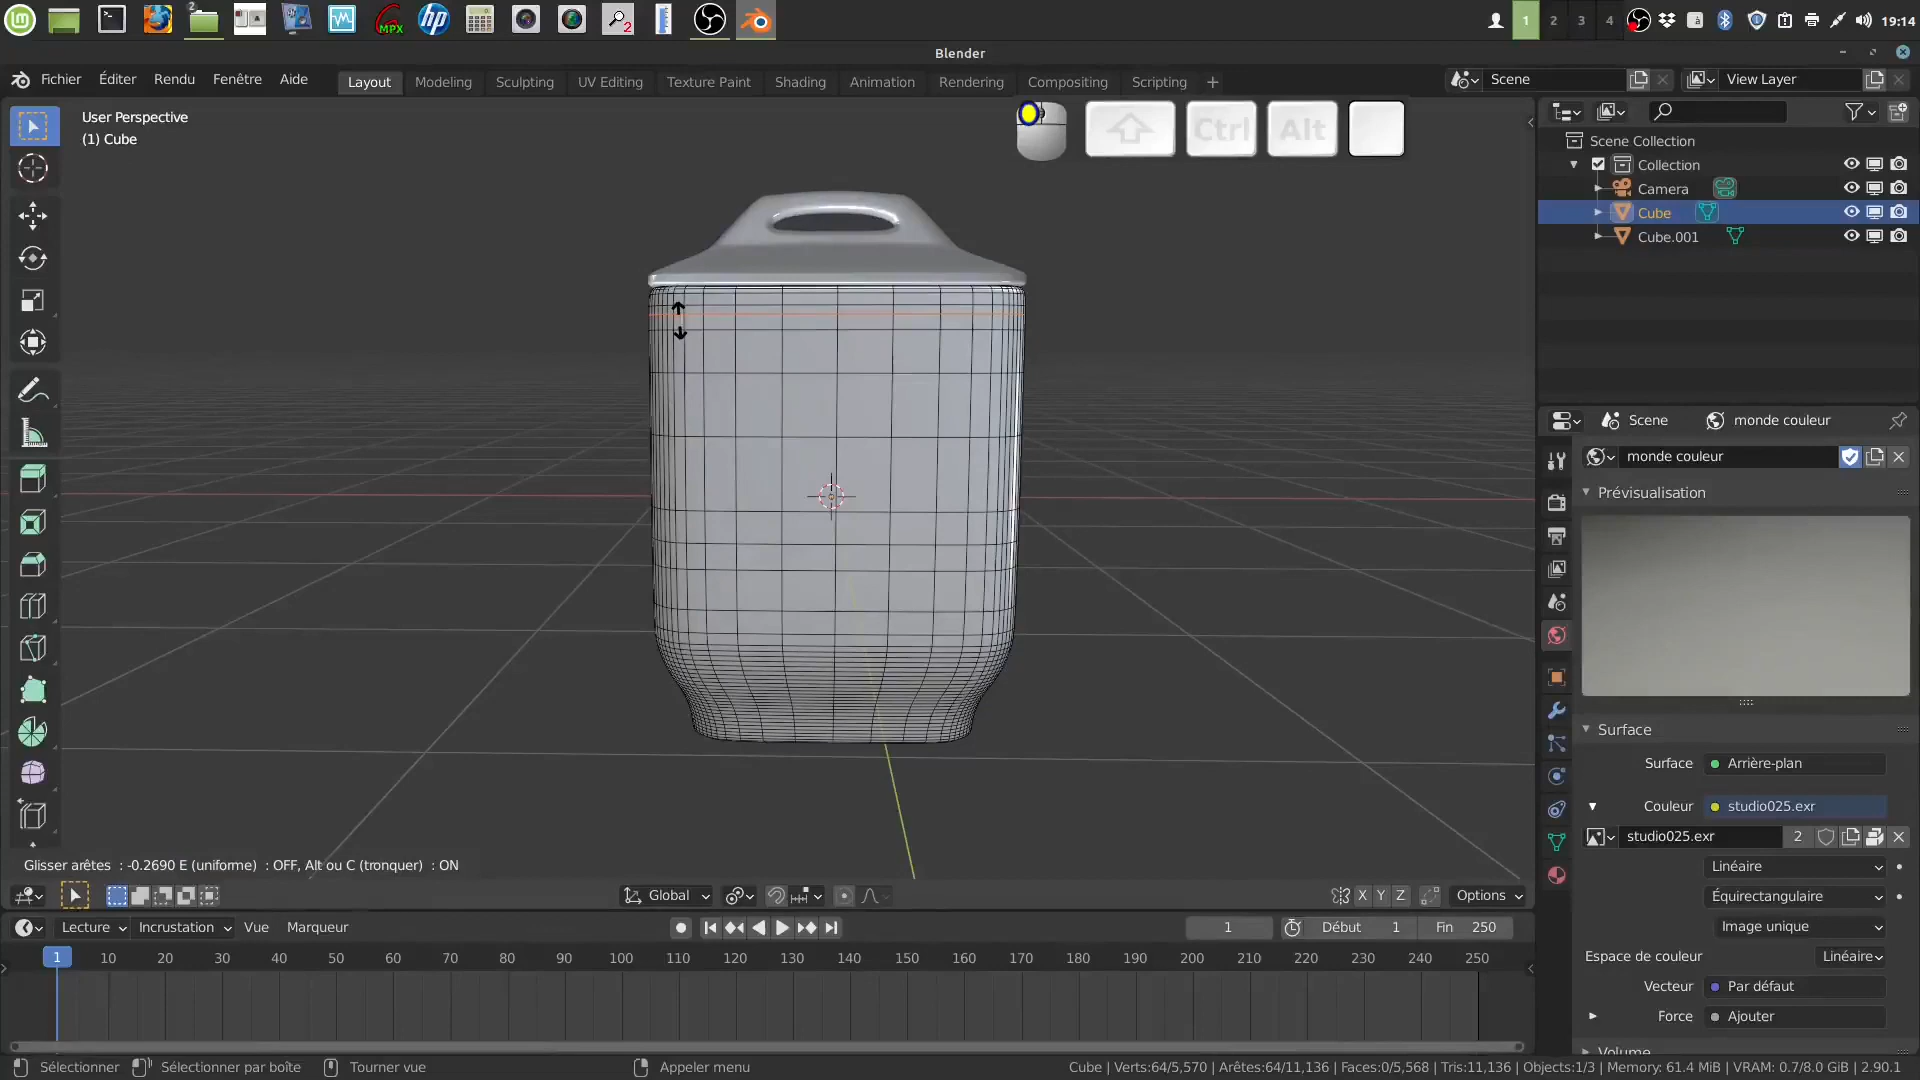 2
MPX
2
1 2 3 4
à
19:14
Blender
Fichier Éditer Rendu Fenêtre Aide
Layout Modeling Sculpting UV Editing Texture Paint Shading Animation Rendering Compositing Scripting +
Scene
View Layer
User Perspective
(1) Cube
Ctrl Alt
Scene Collection
Collection
Camera
Cube
Cube.001
Scene monde couleur
monde couleur
Prévisualisation
Surface
Surface Arrière-plan
Couleur studio025.exr
studio025.exr 2
Linéaire
Équirectangulaire
Image unique
Espace de couleur Linéaire
Vecteur Par défaut
Force Ajouter
Volume
Glisser arêtes : -0.2690 E (uniforme) : OFF, Alt ou C (tronquer) : ON
Global
X Y Z
Options
Lecture Incrustation Vue Marqueur
1
Début 1
Fin 250
1 10 20 30 40 50 60 70 80 90 100 110 120 130 140 150 160 170 180 190 200 210 220 230 240 250
Sélectionner Sélectionner par boîte Tourner vue Appeler menu
Cube | Verts:64/5,570 | Arêtes:64/11,136 | Faces:0/5,568 | Tris:11,136 | Objects:1/3 | Memory: 61.4 MiB | VRAM: 0.7/8.0 GiB | 2.90.1